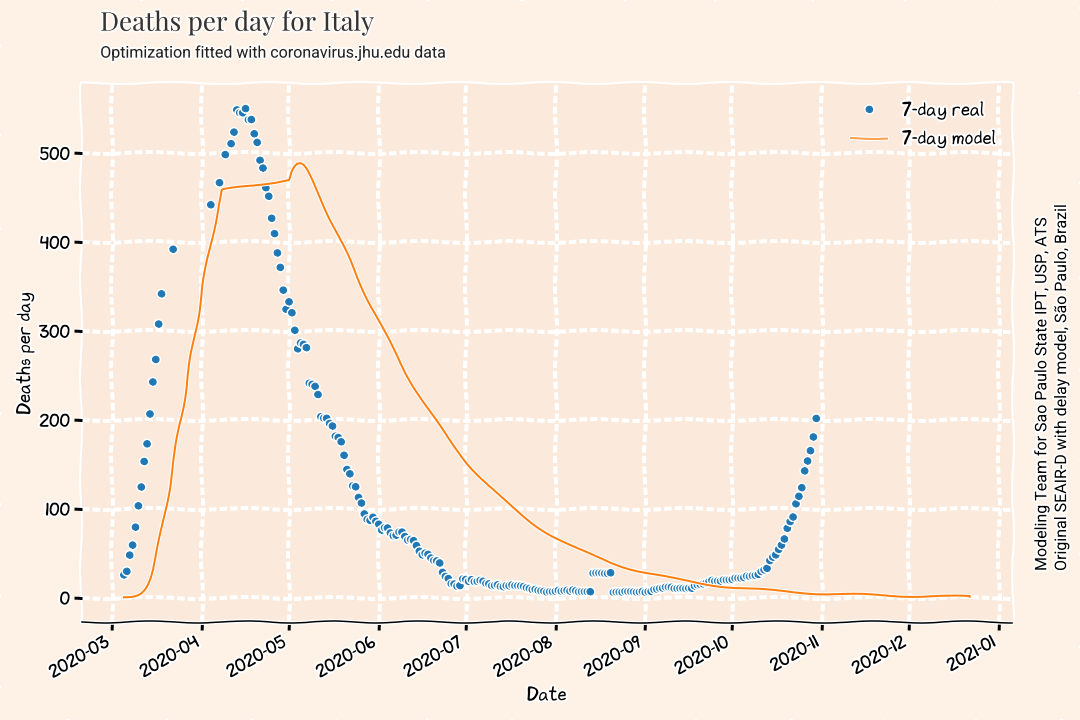 Deaths per day for Italy
Optimization fitted with coronavirus.jhu.edu data
7-day real
7-day model
500
400
300
200
100
0
Deaths per day
2020-03
2020-04
2020-05
2020-06
2020-07
2020-08
2020-09
2020-10
2020-11
2020-12
2021-01
Date
Modeling Team for Sao Paulo State IPT, USP, ATS
Original SEAIR-D with delay model, São Paulo, Brazil